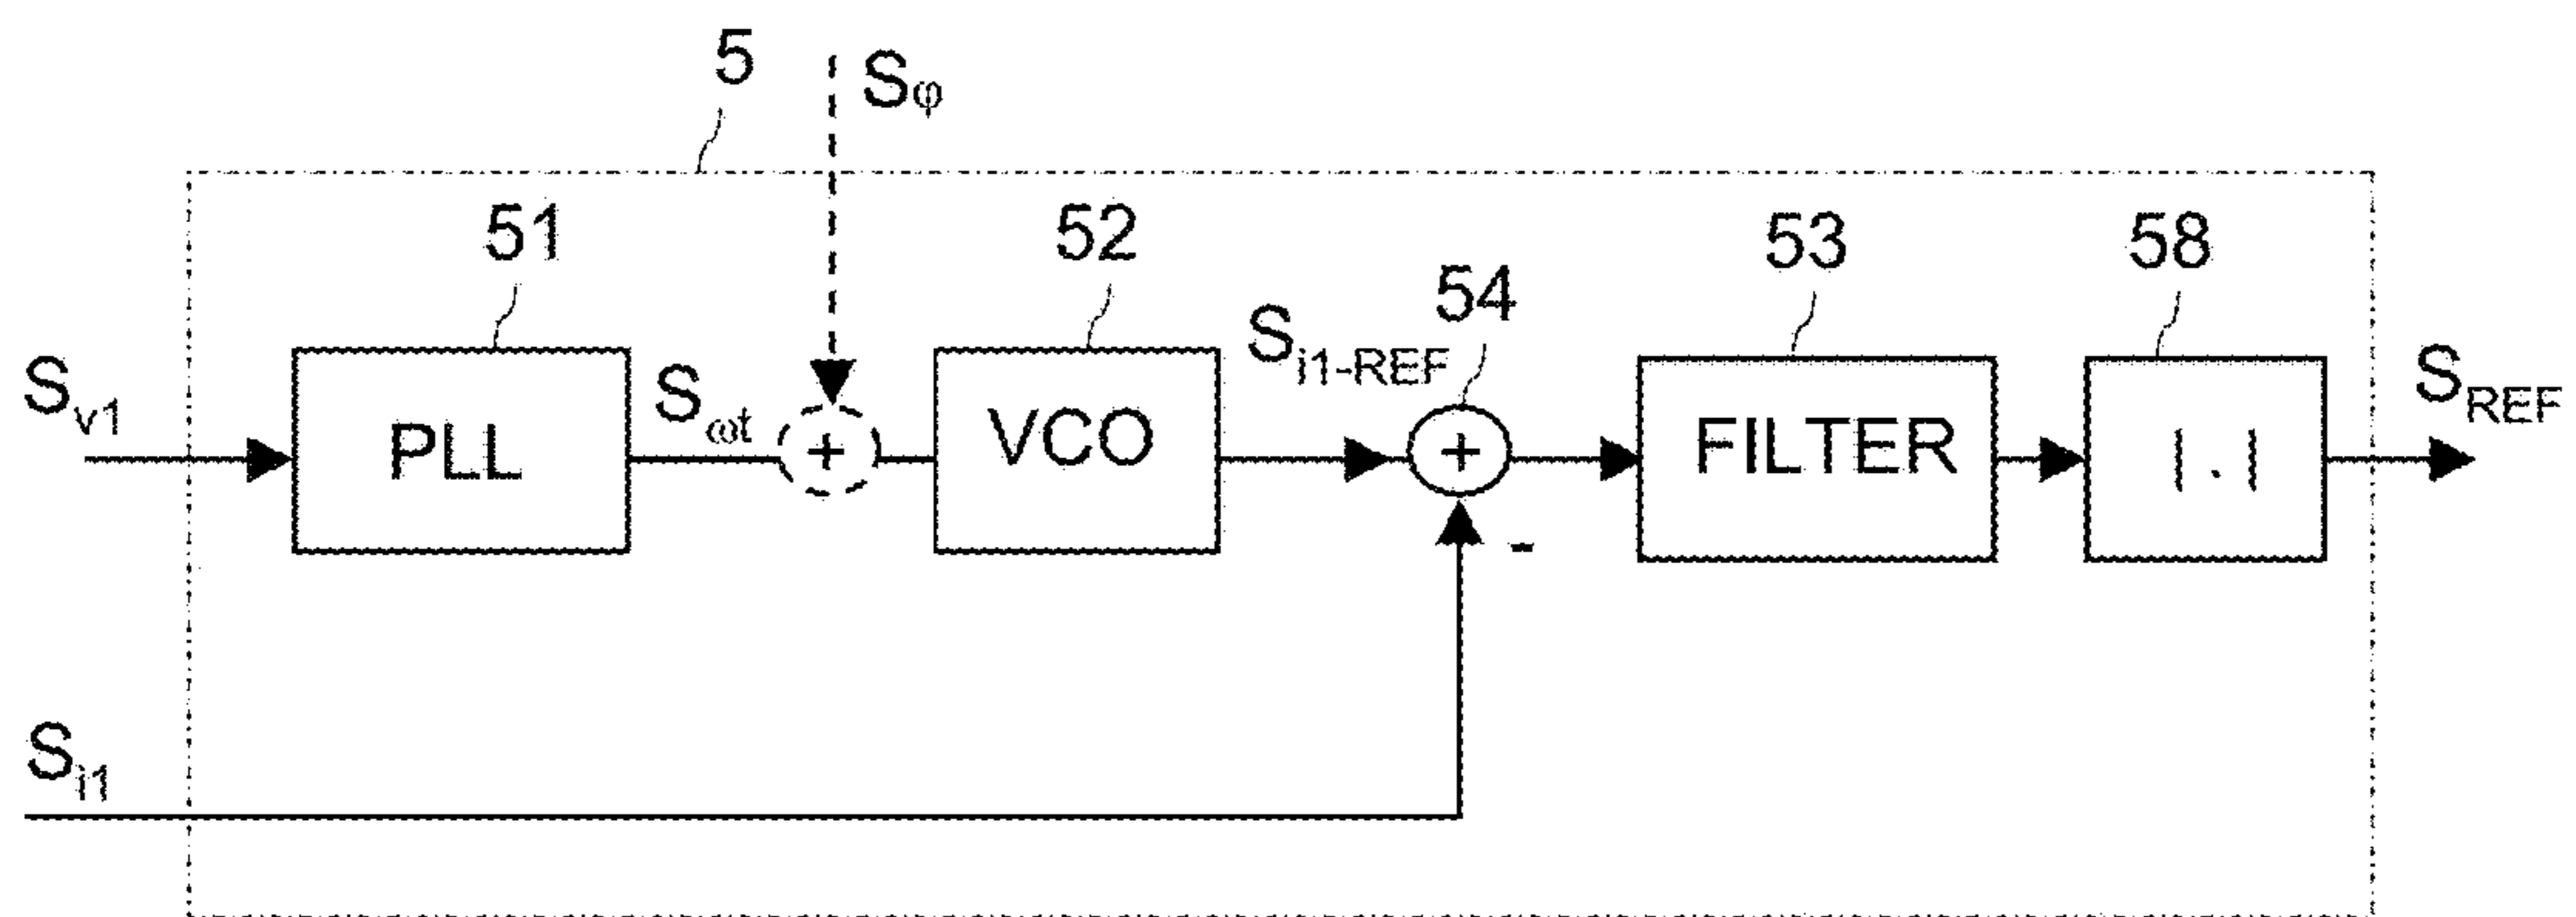 5
Sφ
51
52
53
58
54
Sv1
PLL
Sωt
+
VCO
Si1-REF
+
FILTER
| . |
SREF
-
Si1